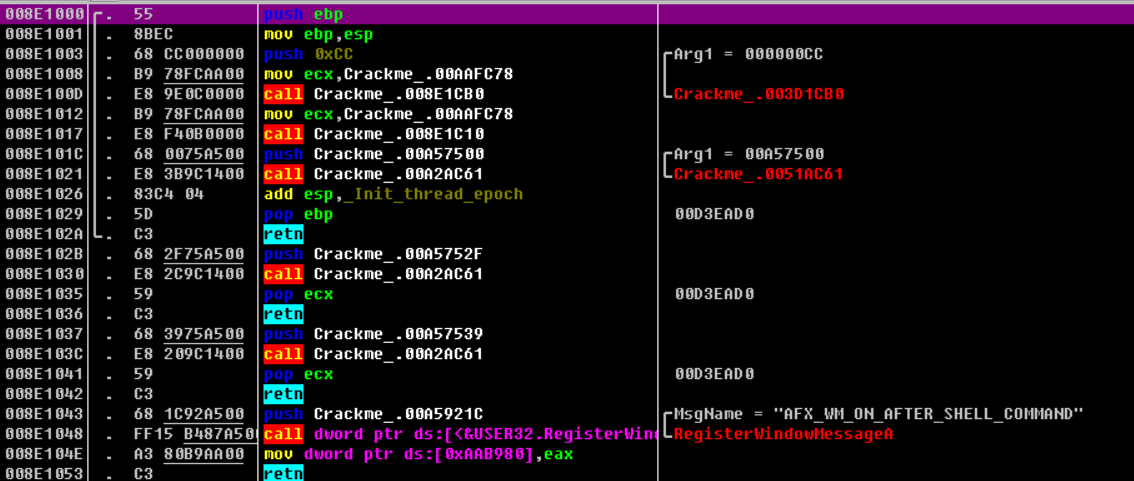 008E1000 . 55 push ebp
008E1001 . 8BEC mov ebp,esp
008E1003 . 68 CC000000 push 0xCC Arg1 = 000000CC
008E1008 . B9 78FCAA00 mov ecx,Crackme_.00AAFC78
008E100D . E8 9E0C0000 call Crackme_.008E1CB0 Crackme_.003D1CB0
008E1012 . B9 78FCAA00 mov ecx,Crackme_.00AAFC78
008E1017 . E8 F40B0000 call Crackme_.008E1C10
008E101C . 68 0075A500 push Crackme_.00A57500 Arg1 = 00A57500
008E1021 . E8 3B9C1400 call Crackme_.00A2AC61 Crackme_.0051AC61
008E1026 . 83C4 04 add esp,_Init_thread_epoch
008E1029 . 5D pop ebp 00D3EAD0
008E102A . C3 retn
008E102B . 68 2F75A500 push Crackme_.00A5752F
008E1030 . E8 2C9C1400 call Crackme_.00A2AC61
008E1035 . 59 pop ecx 00D3EAD0
008E1036 . C3 retn
008E1037 . 68 3975A500 push Crackme_.00A57539
008E103C . E8 209C1400 call Crackme_.00A2AC61
008E1041 . 59 pop ecx 00D3EAD0
008E1042 . C3 retn
008E1043 . 68 1C92A500 push Crackme_.00A5921C MsgName = "AFX_WM_ON_AFTER_SHELL_COMMAND"
008E1048 . FF15 B487A50 call dword ptr ds:[<&USER32.RegisterWin RegisterWindowMessageA
008E104E . A3 80B9AA00 mov dword ptr ds:[0xAAB980],eax
008E1053 . C3 retn